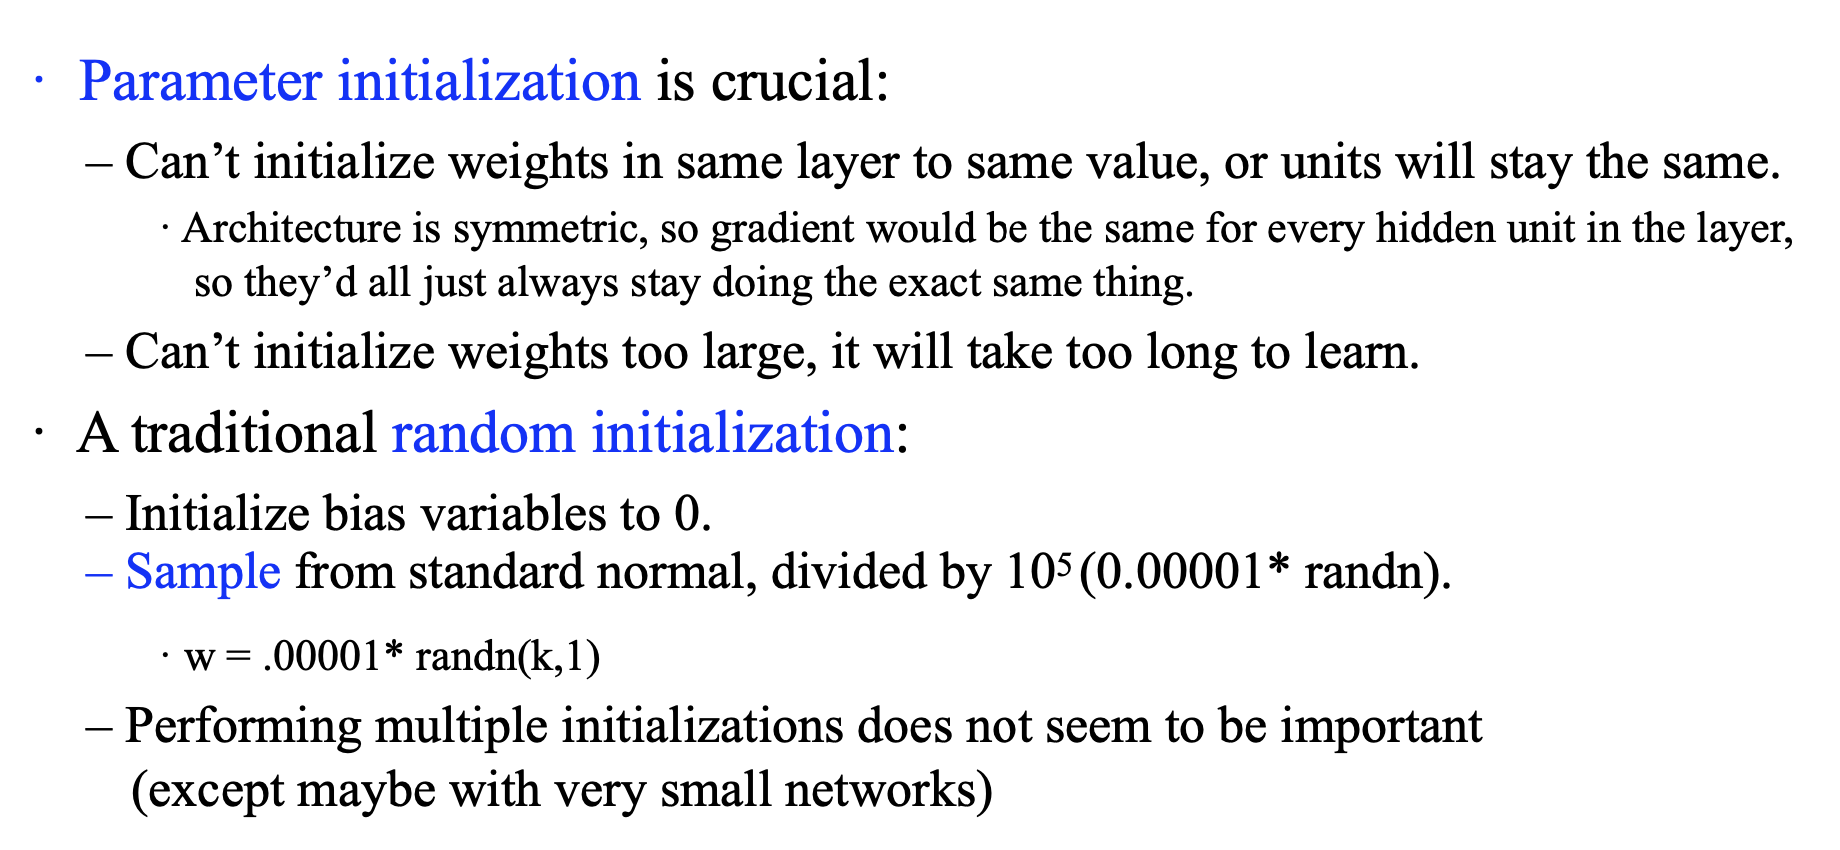 · Parameter initialization is crucial:
– Can’t initialize weights in same layer to same value, or units will stay the same.
· Architecture is symmetric, so gradient would be the same for every hidden unit in the layer,
so they’d all just always stay doing the exact same thing.
– Can’t initialize weights too large, it will take too long to learn.
· A traditional random initialization:
– Initialize bias variables to 0.
– Sample from standard normal, divided by 10⁵ (0.00001* randn).
· w = .00001* randn(k,1)
– Performing multiple initializations does not seem to be important
(except maybe with very small networks)